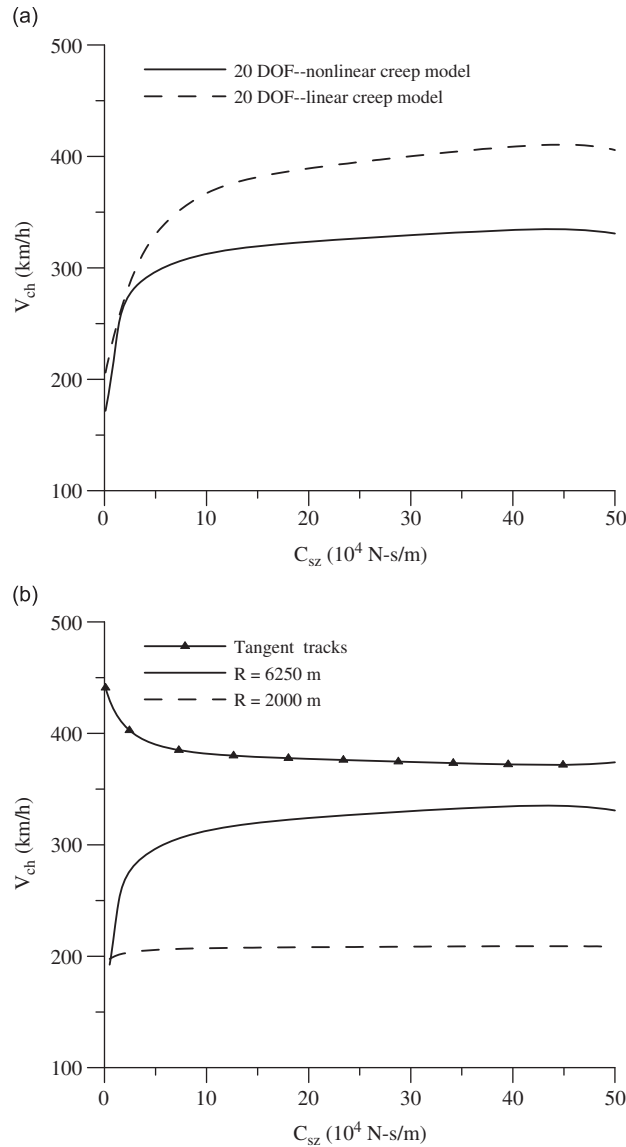 (a)
500
20 DOF--nonlinear creep model
20 DOF--linear creep model
400
V_ch (km/h)
300
200
100
0 10 20 30 40 50
C_sz (10^4 N-s/m)
(b)
500
Tangent tracks
R = 6250 m
R = 2000 m
400
V_ch (km/h)
300
200
100
0 10 20 30 40 50
C_sz (10^4 N-s/m)